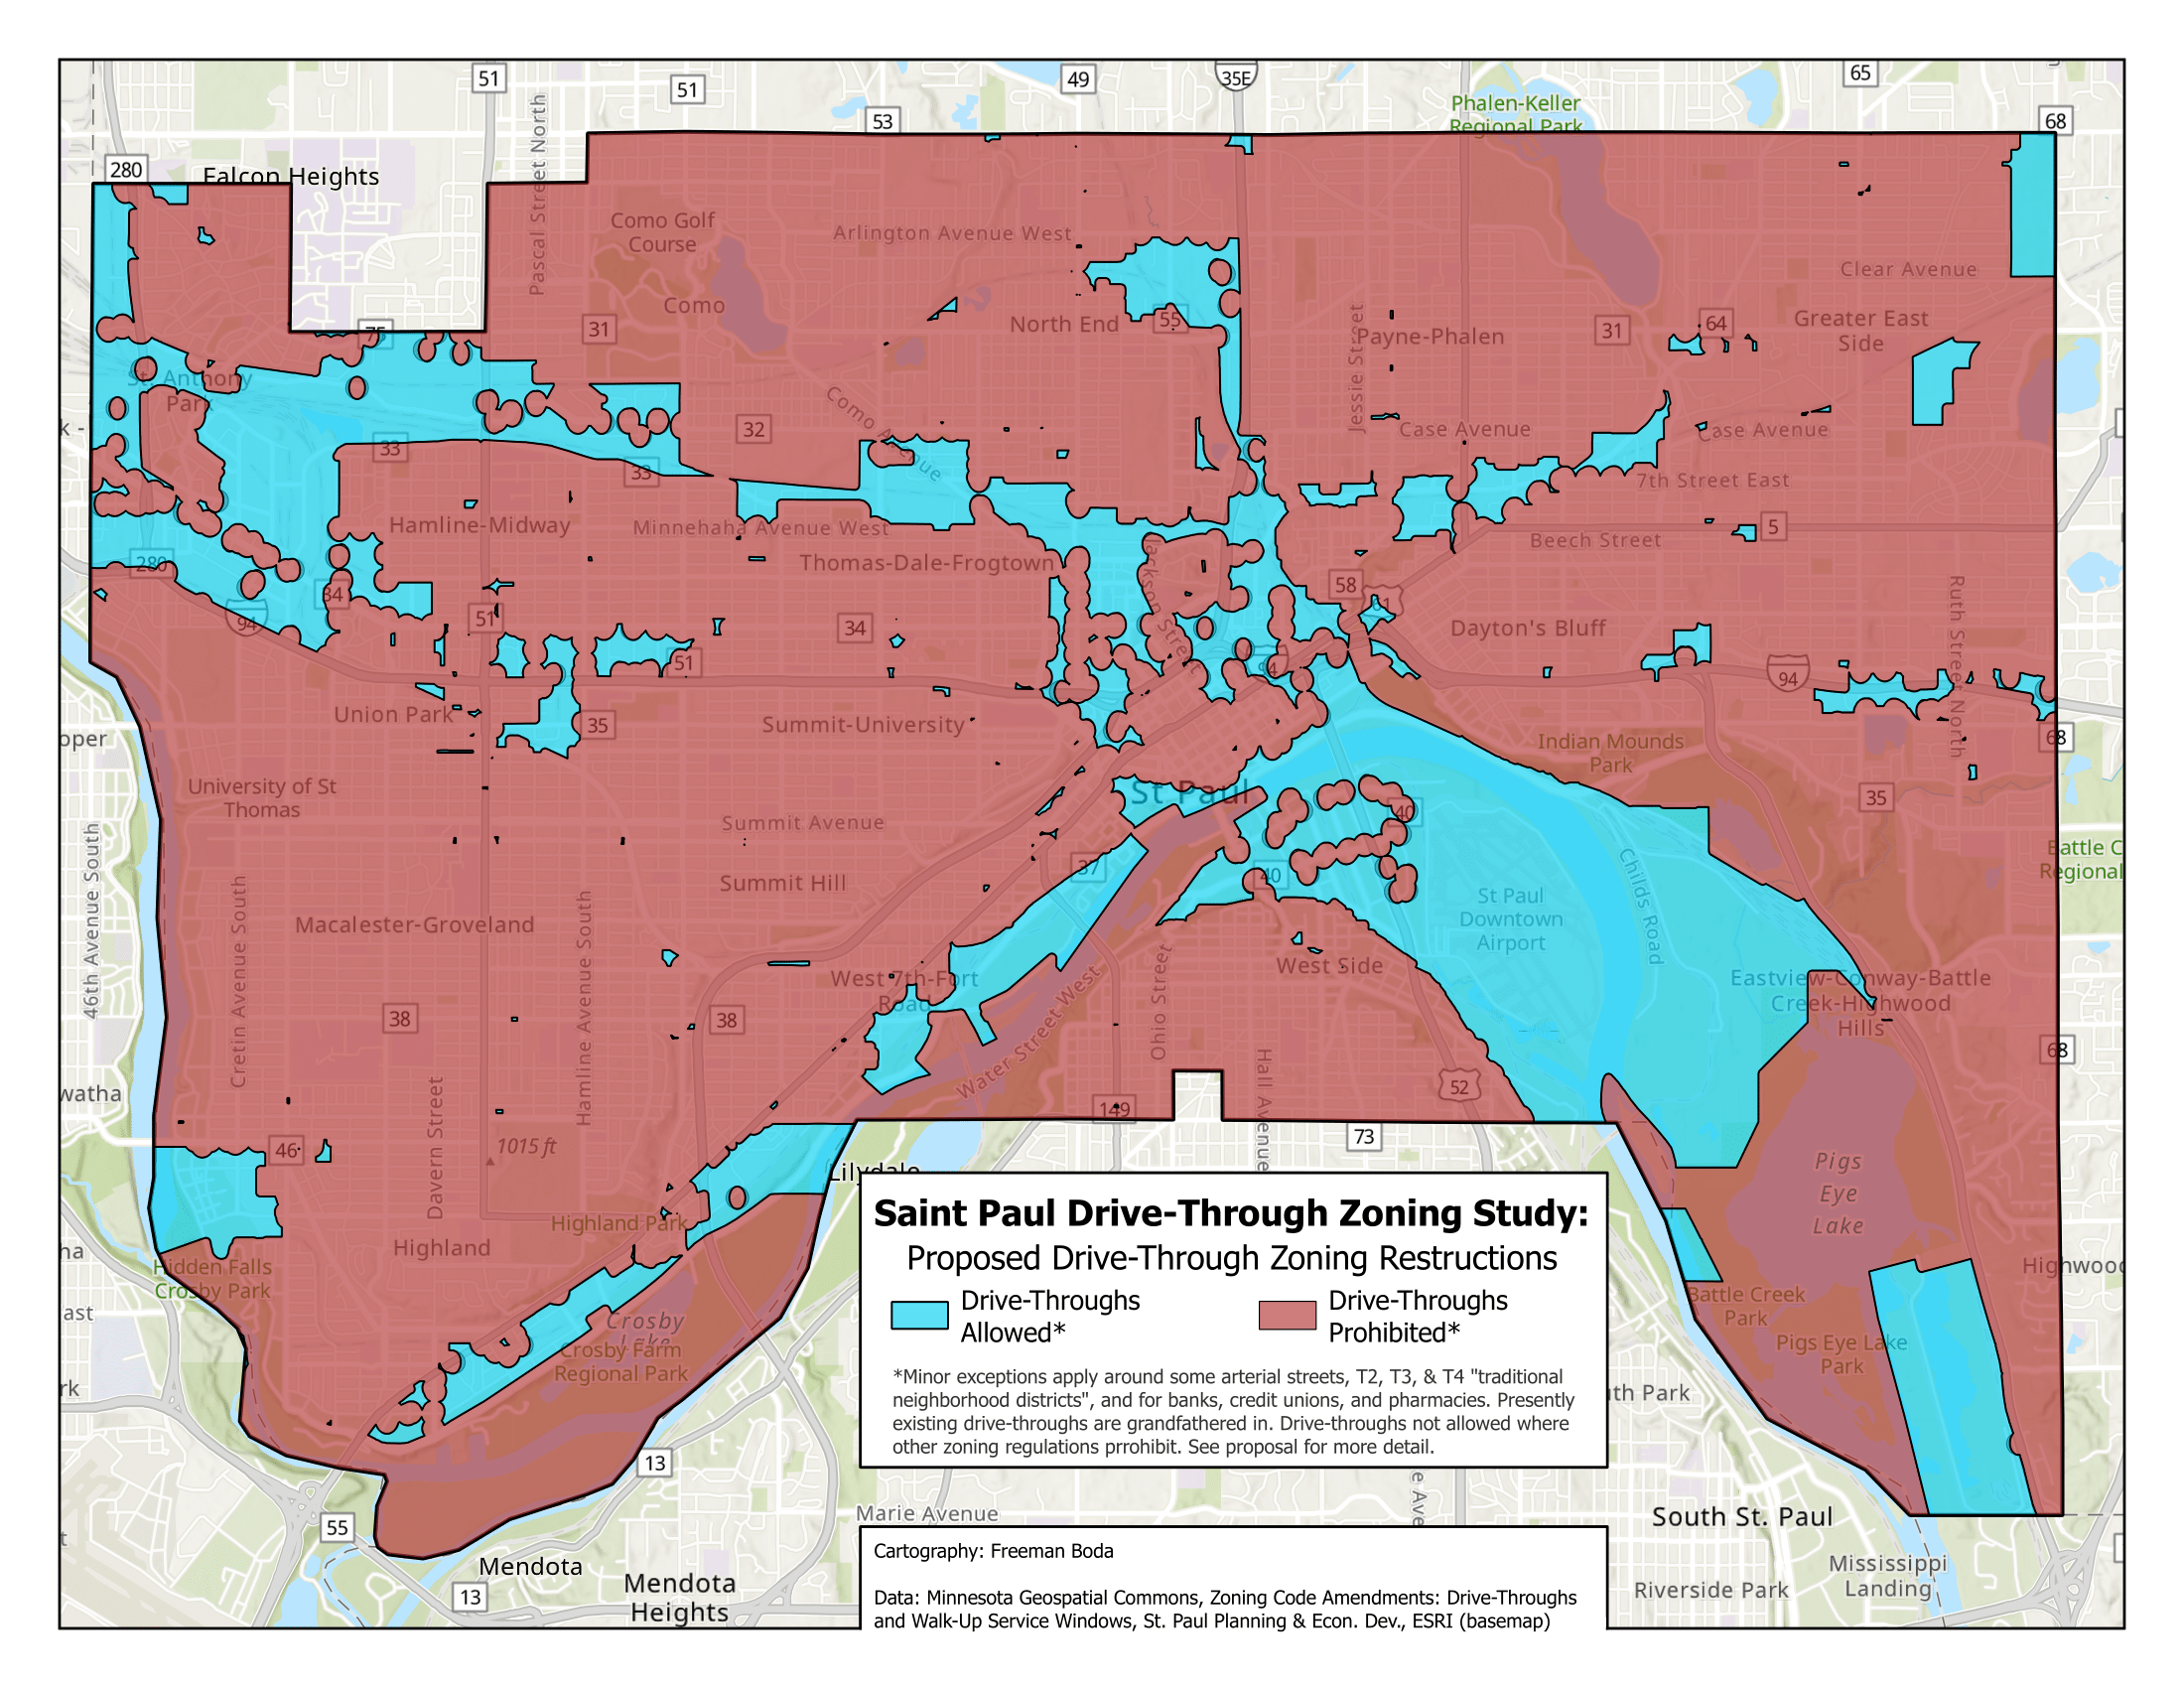 51
51
53
49
35E
65
68
Phalen-Keller
Regional Park
280
Falcon Heights
Pascal Street North
Como Golf
Course
Arlington Avenue West
Clear Avenue
Como
31
North End
55
Jessie Street
Payne-Phalen
31
64
Greater East
Side
75
St. Anthony
Park
Como Avenue
32
Case Avenue
Case Avenue
33
33
7th Street East
Hamline-Midway
Minnehaha Avenue West
5
Beech Street
280
Thomas-Dale-Frogtown
Jackson Street
58
61
34
94
51
34
Dayton's Bluff
Ruth Street North
51
94
94
Union Park
35
Summit-University
Indian Mounds
Park
68
oper
University of St
Thomas
St Paul
40
35
Summit Avenue
46th Avenue South
37
40
Childs Road
Battle C
Regional
Summit Hill
Cretin Avenue South
Hamline Avenue South
Macalester-Groveland
St Paul
Downtown
Airport
West 7th-Fort
Road
Water Street West
Ohio Street
West Side
Eastview-Conway-Battle
Creek-Highwood
Hills
38
38
68
Hall Avenue
52
watha
149
73
Davern Street
46
1015 ft
Lilydale
Pigs
Eye
Lake
Highland Park
Highland
ha
Hidden Falls
Crosby Park
Highwood
Saint Paul Drive-Through Zoning Study:
Proposed Drive-Through Zoning Restructions
Drive-Throughs
Allowed*
Drive-Throughs
Prohibited*
*Minor exceptions apply around some arterial streets, T2, T3, & T4 "traditional
neighborhood districts", and for banks, credit unions, and pharmacies. Presently
existing drive-throughs are grandfathered in. Drive-throughs not allowed where
other zoning regulations prrohibit. See proposal for more detail.
ast
Crosby
Lake
Crosby Farm
Regional Park
Battle Creek
Park
Pigs Eye Lake
Park
rk
uth Park
13
55
Marie Avenue
e Ave
South St. Paul
Mendota
Mendota
Heights
13
Mississippi
Landing
Riverside Park
Cartography: Freeman Boda
Data: Minnesota Geospatial Commons, Zoning Code Amendments: Drive-Throughs
and Walk-Up Service Windows, St. Paul Planning & Econ. Dev., ESRI (basemap)